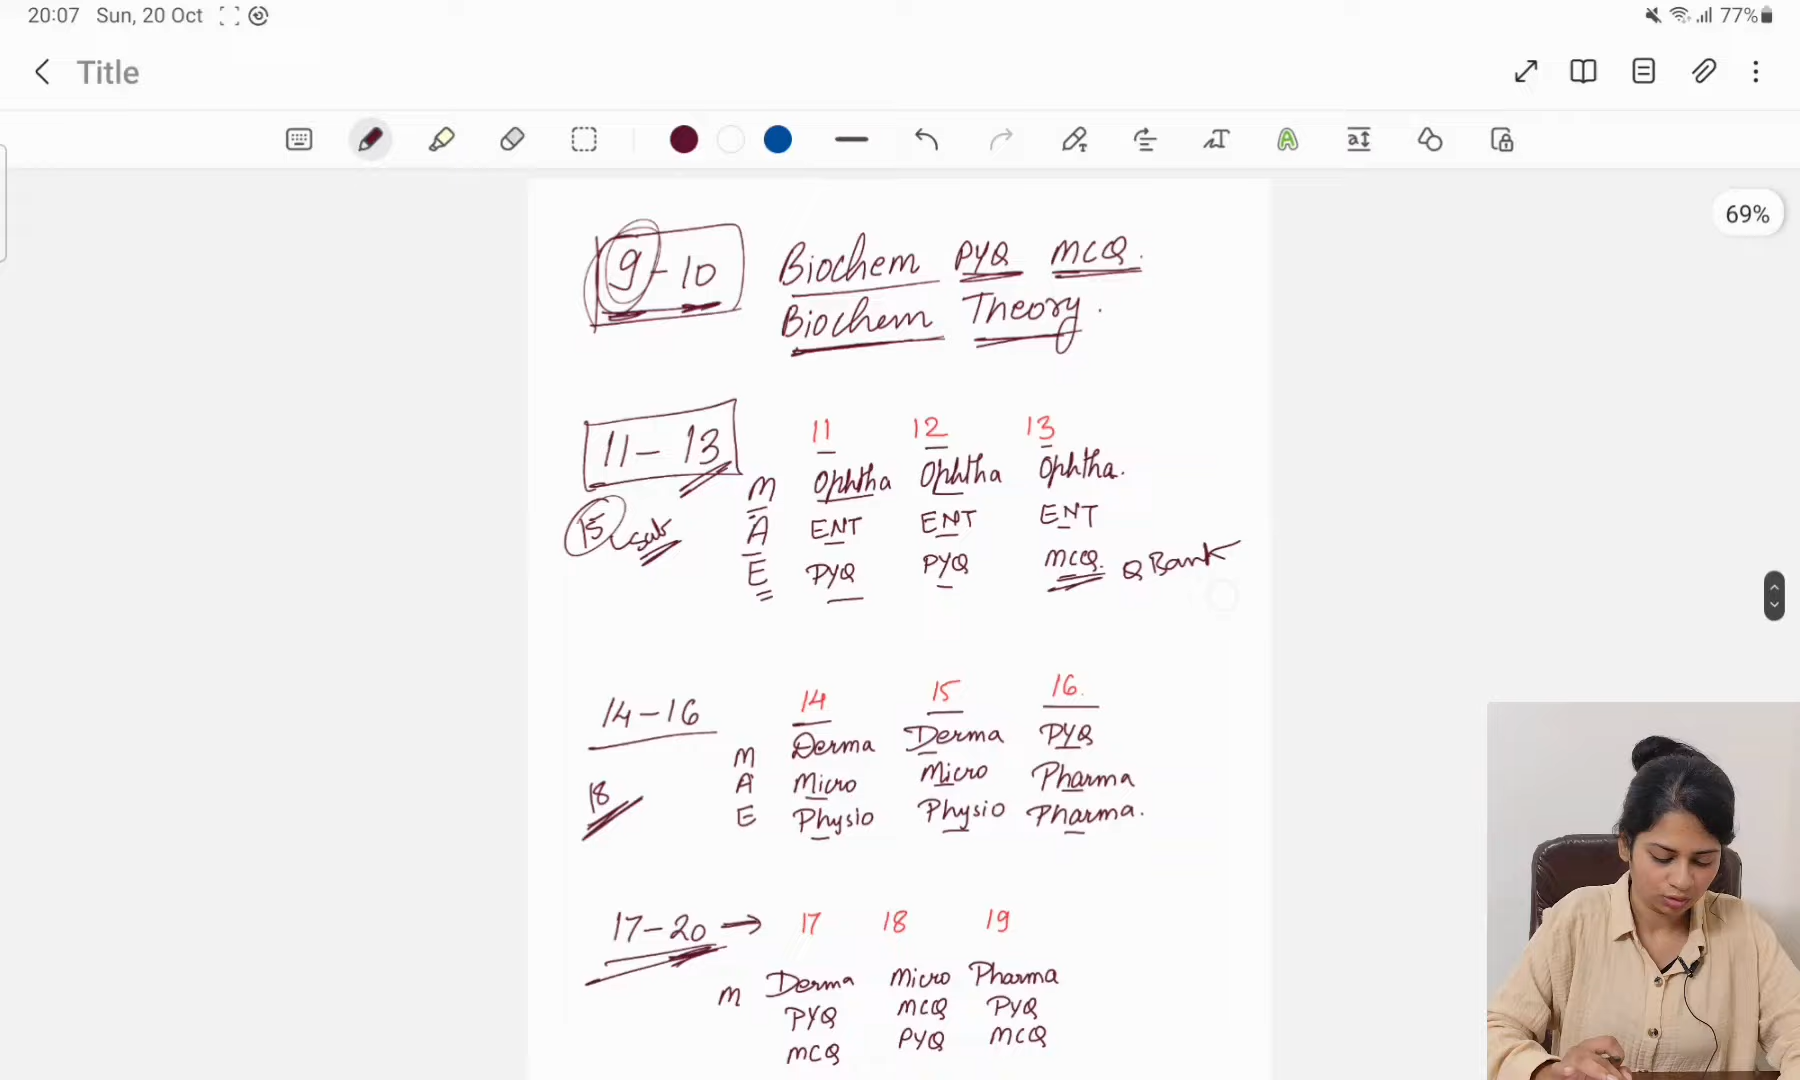 20:07 Sun, 20 Oct
77%
Title
69%
9-10 Biochem PYQ MCQ.
Biochem Theory.
11-13
11 12 13
M Ophtha Ophtha Ophtha.
15 Sub
A ENT ENT ENT
E PYQ PYQ MCQ. Q Bank
14-16
14 15 16.
M Derma Derma PYQ
18
A Micro Micro Pharma
E Physio Physio Pharma.
17-20 → 17 18 19
M Derma Micro Pharma
PYQ MCQ PYQ
MCQ PYQ MCQ